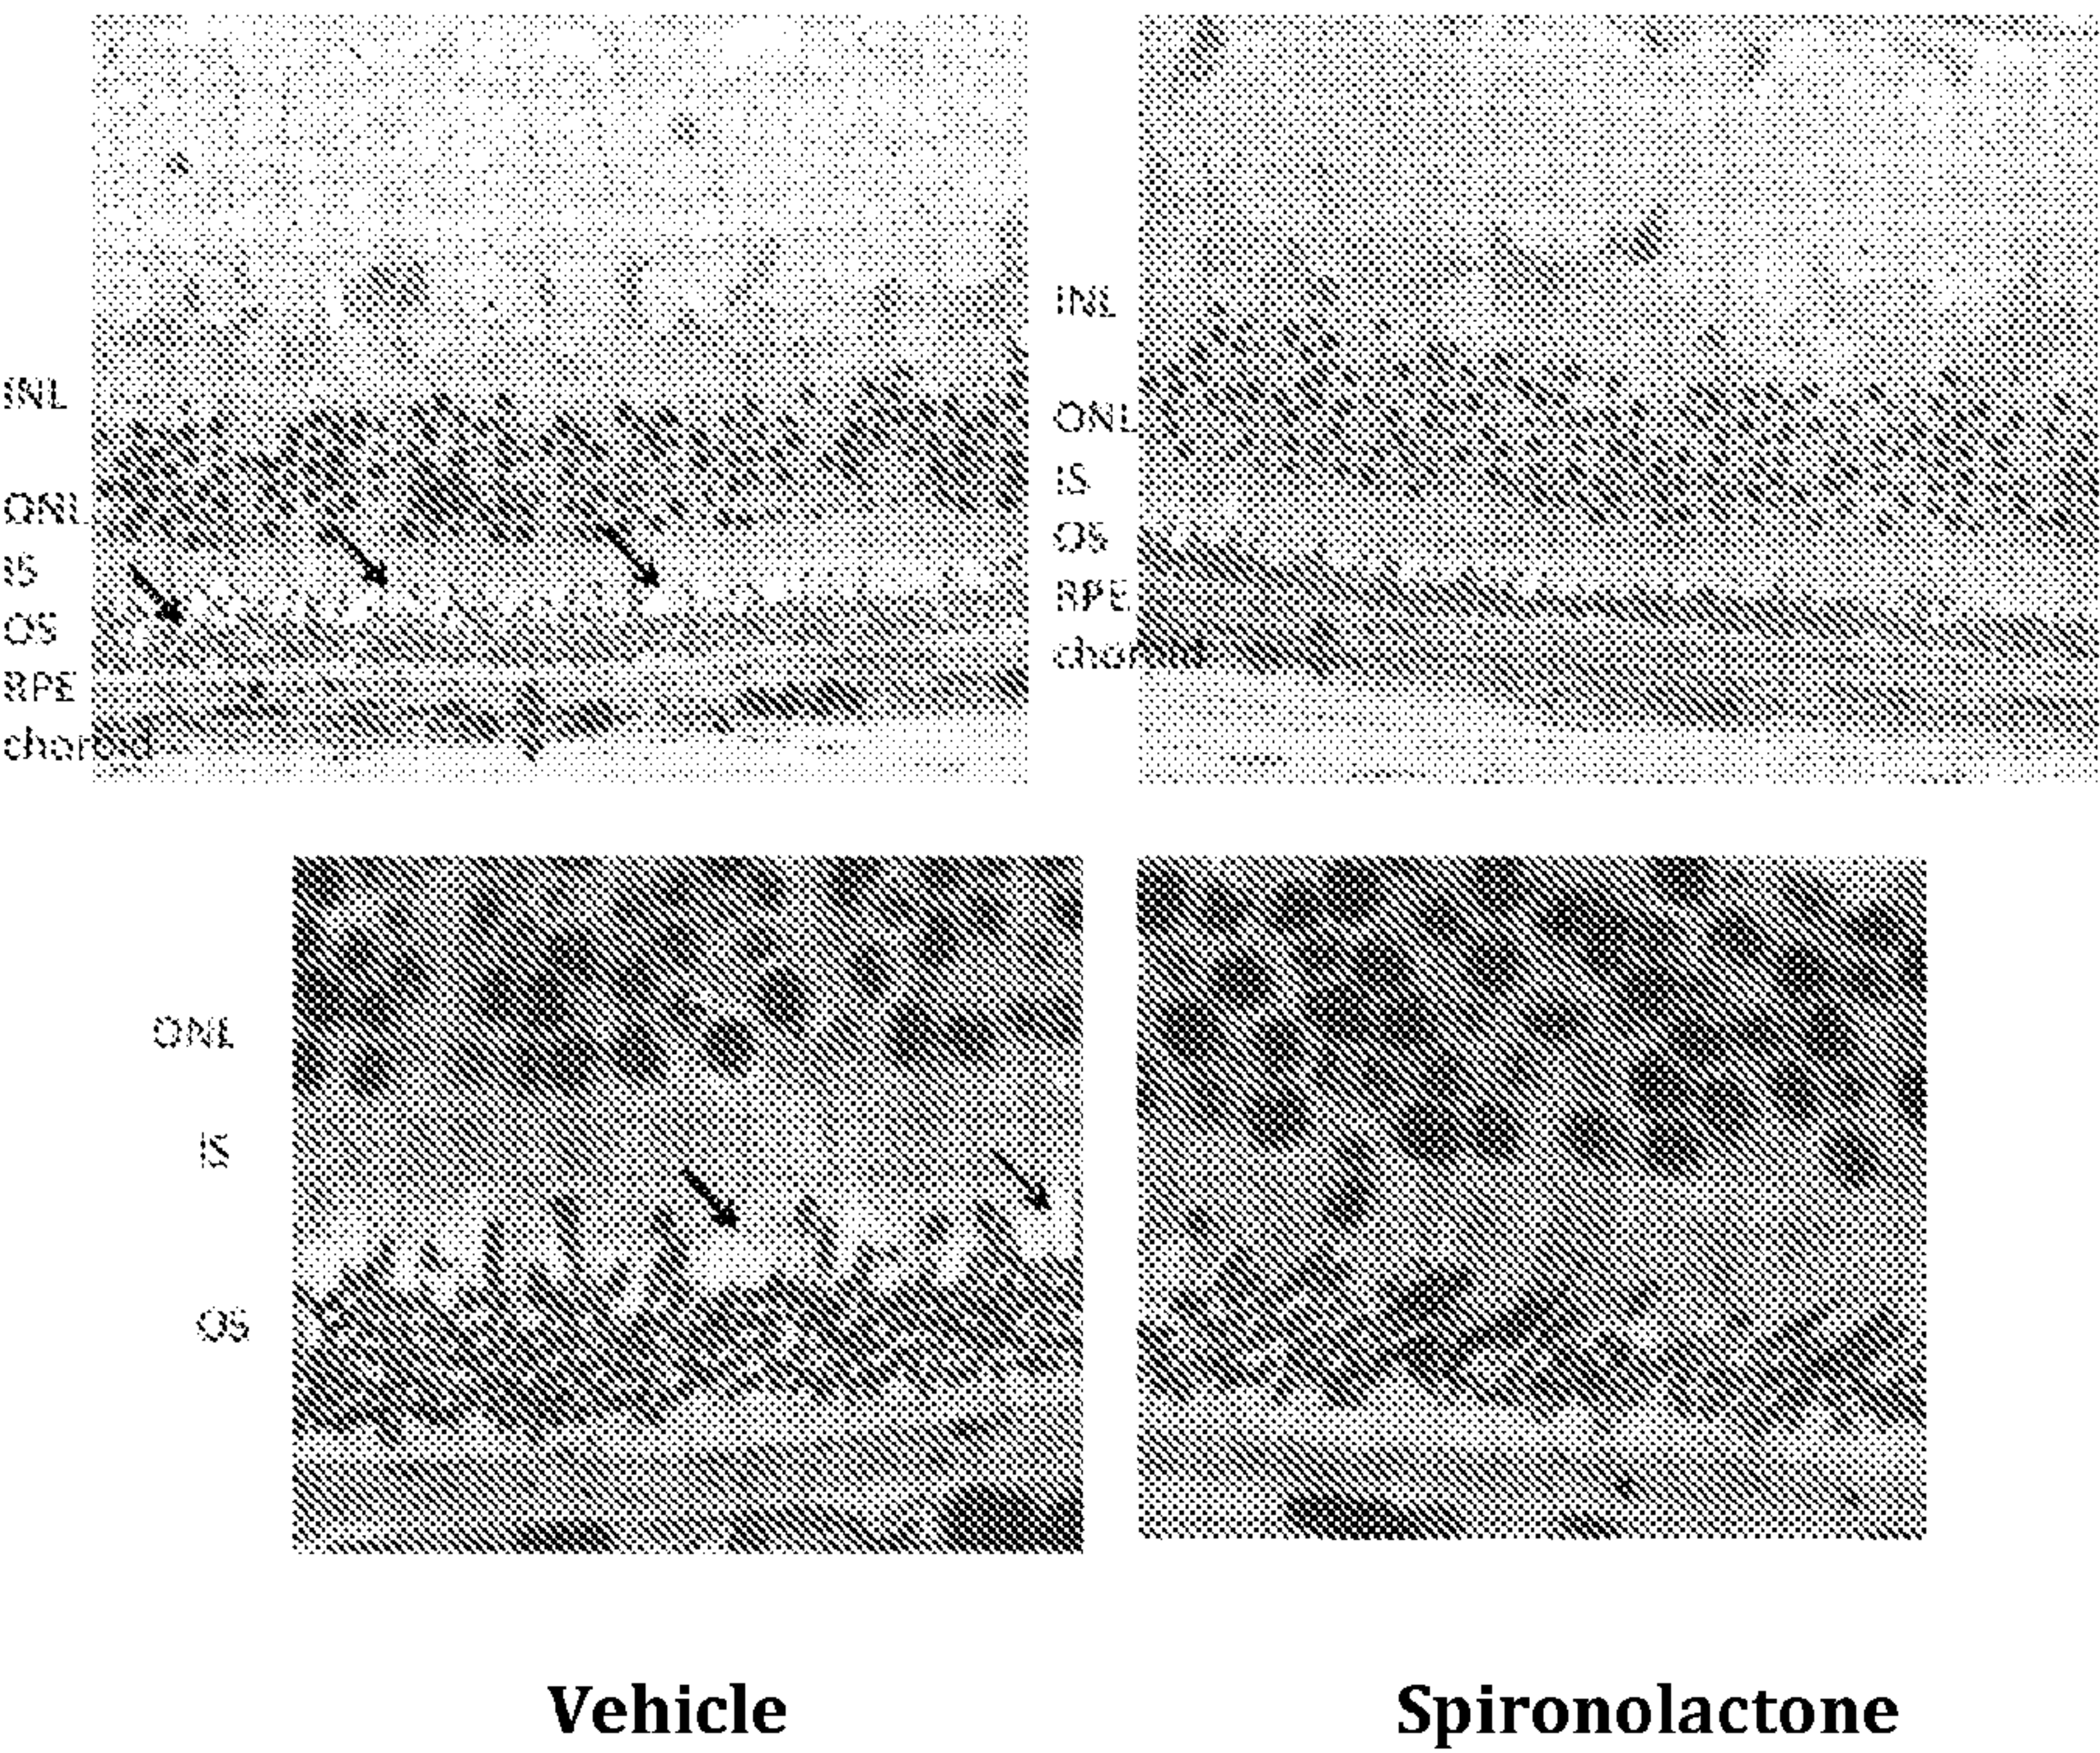 INL
ONL
IS
OS
RPE
choroid
INL
ONL
IS
OS
RPE
choroid
ONL
IS
OS
Vehicle
Spironolactone